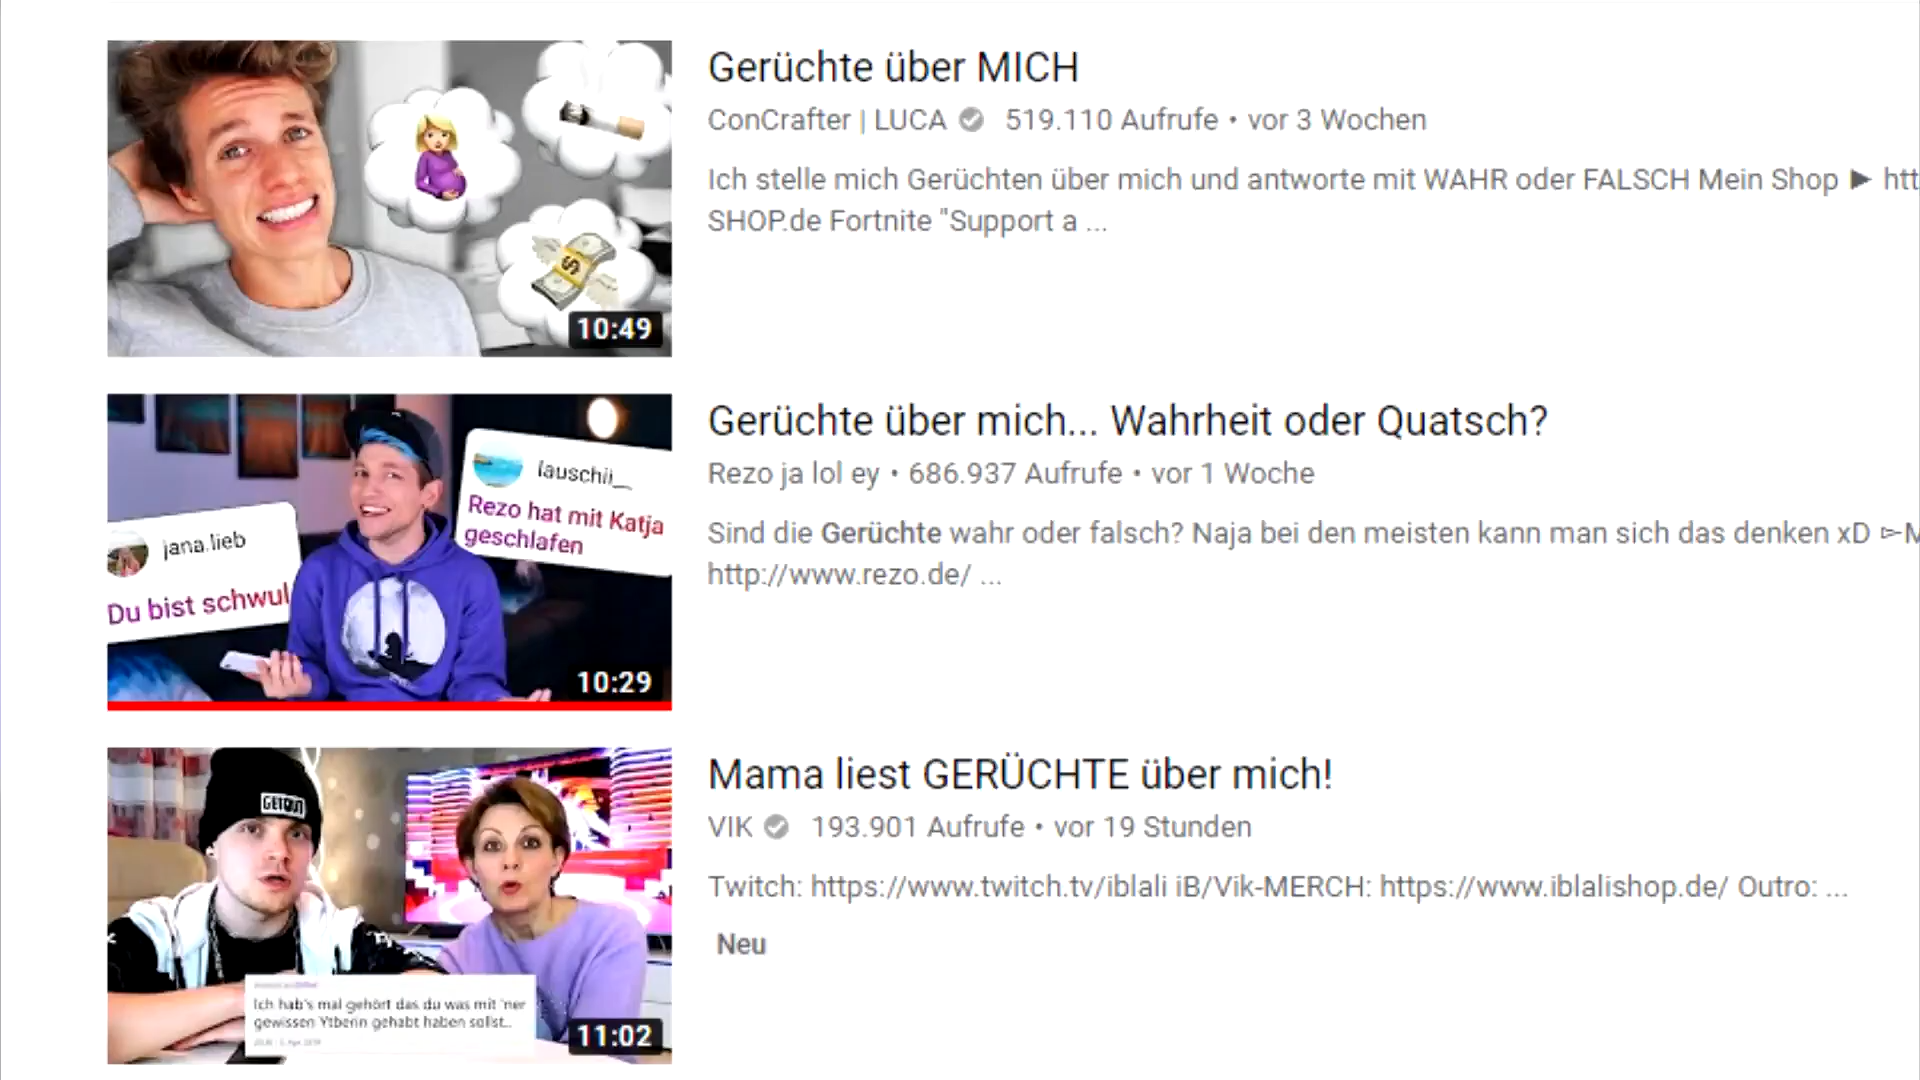 Gerüchte über MICH
ConCrafter | LUCA 519.110 Aufrufe • vor 3 Wochen
Ich stelle mich Gerüchten über mich und antworte mit WAHR oder FALSCH Mein Shop ► htt
SHOP.de Fortnite "Support a ...
10:49
Gerüchte über mich... Wahrheit oder Quatsch?
Rezo ja lol ey • 686.937 Aufrufe • vor 1 Woche
Sind die Gerüchte wahr oder falsch? Naja bei den meisten kann man sich das denken xD ▻M
http://www.rezo.de/ ...
lauschii__
Rezo hat mit Katja
geschlafen
jana.lieb
Du bist schwul
10:29
Mama liest GERÜCHTE über mich!
VIK 193.901 Aufrufe • vor 19 Stunden
Twitch: https://www.twitch.tv/iblali iB/Vik-MERCH: https://www.iblalishop.de/ Outro: ...
Neu
GETOUT
Ich hab's mal gehört das du was mit 'ner
gewissen Ytberin gehabt haben sollst..
11:02